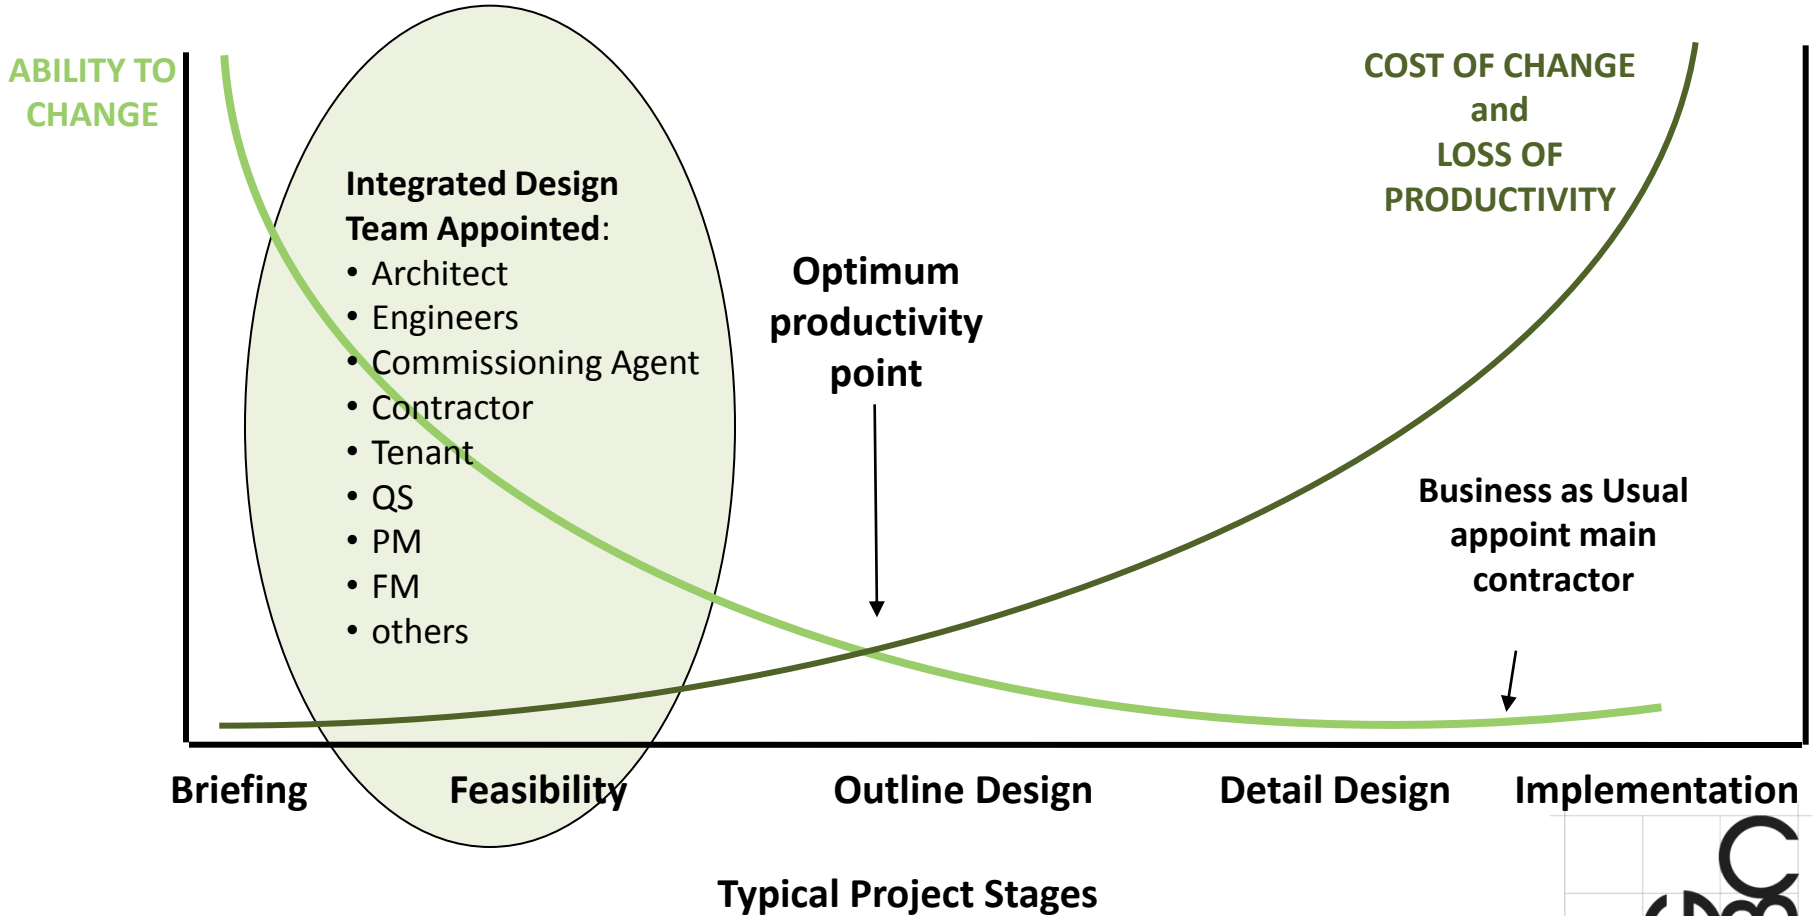 ABILITY TO
CHANGE
COST OF CHANGE
and
LOSS OF
PRODUCTIVITY
Integrated Design
Team Appointed:
• Architect
• Engineers
• Commissioning Agent
• Contractor
• Tenant
• QS
• PM
• FM
• others
Optimum
productivity
point
Business as Usual
appoint main
contractor
Briefing
Feasibility
Outline Design
Detail Design
Implementation
Typical Project Stages